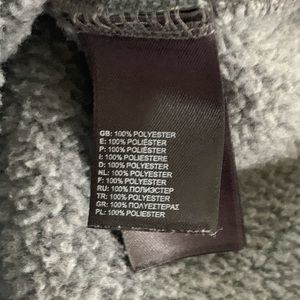 GB: 100% POLYESTER
E: 100% POLIÉSTER
P: 100% POLIÉSTER
I: 100% POLIESTERE
D: 100% POLYESTER
NL: 100% POLYESTER
F: 100% POLYESTER
RU: 100% ПОЛИЭСТЕР
TR: 100% POLYESTER
GR: 100% ΠΟΛΥΕΣΤΕΡΑΣ
PL: 100% POLIESTER